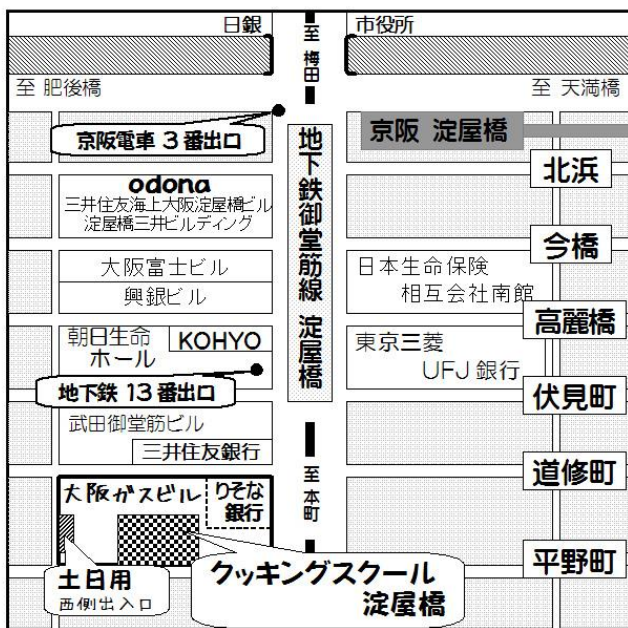 日銀
至 梅田
市役所
至 肥後橋
至 天満橋
京阪電車 3 番出口
京阪 淀屋橋
地下鉄御堂筋線 淀屋橋
北浜
odona
三井住友海上大阪淀屋橋ビル
淀屋橋三井ビルディング
今橋
大阪富士ビル
興銀ビル
日本生命保険
相互会社南館
高麗橋
朝日生命
ホール
KOHYO
東京三菱
UFJ 銀行
地下鉄 13 番出口
伏見町
武田御堂筋ビル
三井住友銀行
道修町
至 本町
大阪ガスビル
りそな
銀行
平野町
土日用
西側出入口
クッキングスクール
淀屋橋